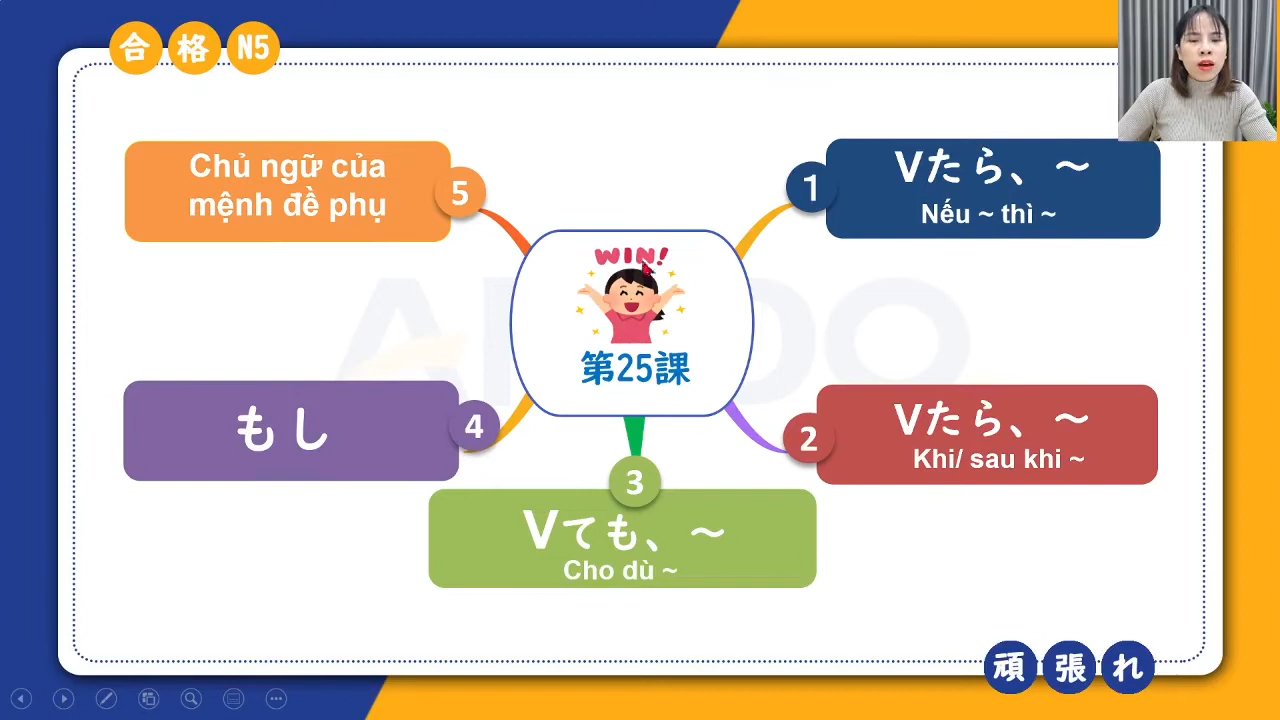 合格N5
Chủ ngữ của
mệnh đề phụ
5
1
Vたら、～
Nếu ~ thì ~
WIN!
第25課
もし
4
2
Vたら、～
Khi/ sau khi ~
3
Vても、～
Cho dù ~
頑張れ